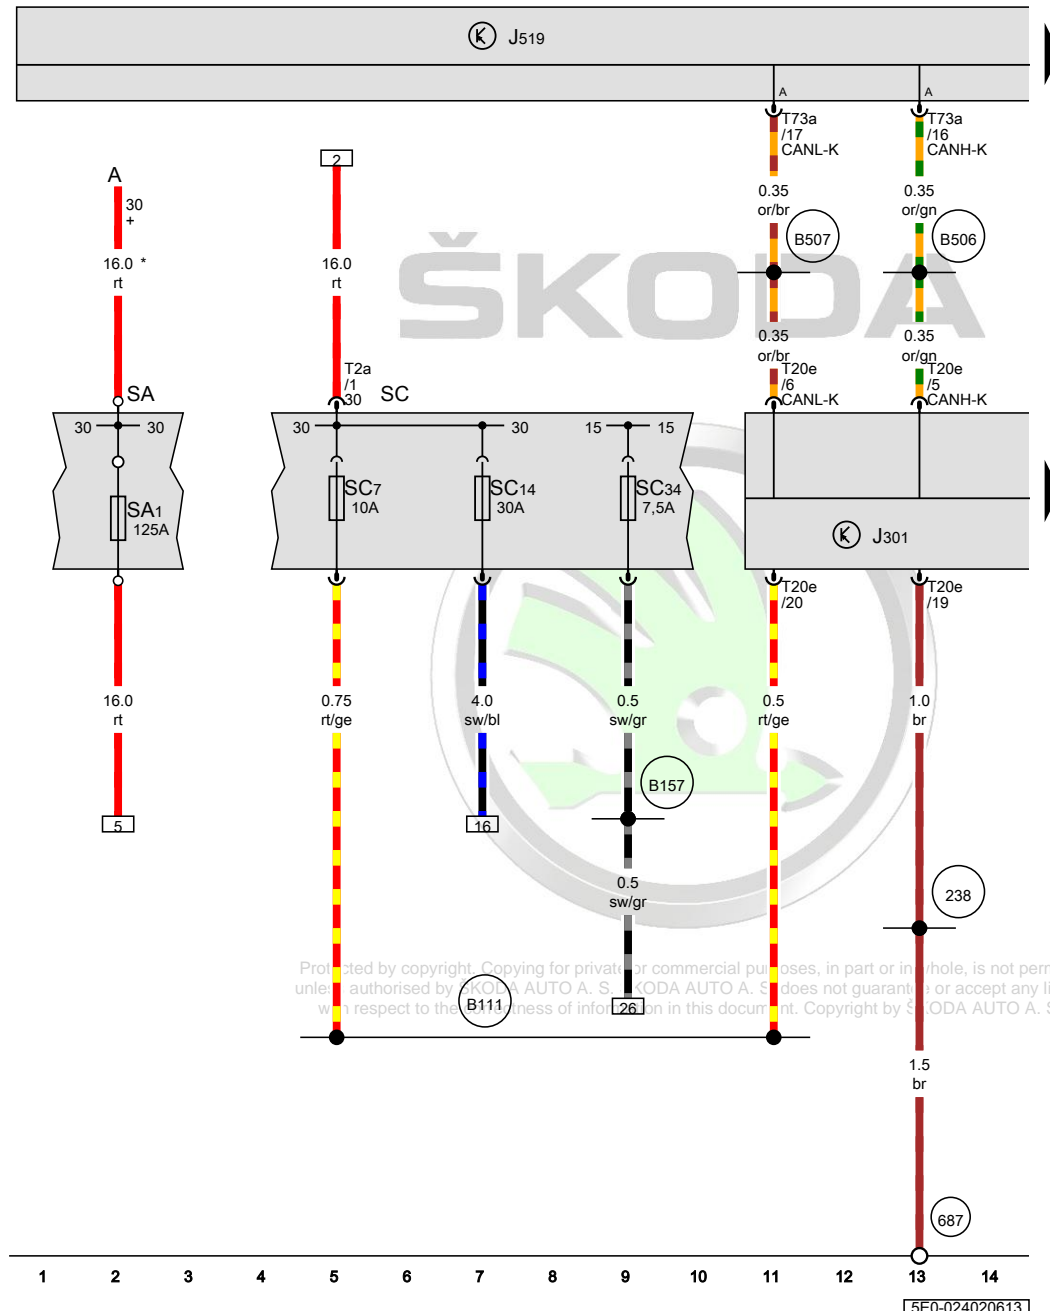 J519
A
A
T73a
/17
CANL-K
T73a
/16
CANH-K
2
A
30
+
0.35
or/br
0.35
or/gn
B507
B506
16.0 *
rt
16.0
rt
ŠKODA
0.35
or/br
0.35
or/gn
T2a
/1
30
T20e
/6
CANL-K
T20e
/5
CANH-K
SA
SC
30
30
30
30
15
15
SC7
10A
SC14
30A
SC34
7,5A
SA1
125A
J301
T20e
/20
T20e
/19
16.0
rt
0.75
rt/ge
4.0
sw/bl
0.5
sw/gr
0.5
rt/ge
1.0
br
B157
5
16
0.5
sw/gr
238
Protected by copyright. Copying for private or commercial purposes, in part or in whole, is not perm
unless authorised by ŠKODA AUTO A. S. ŠKODA AUTO A. S. does not guarantee or accept any li
with respect to the correctness of information in this document. Copyright by ŠKODA AUTO A. S
B111
26
1.5
br
687
1 2 3 4 5 6 7 8 9 10 11 12 13 14
5E0-024020613